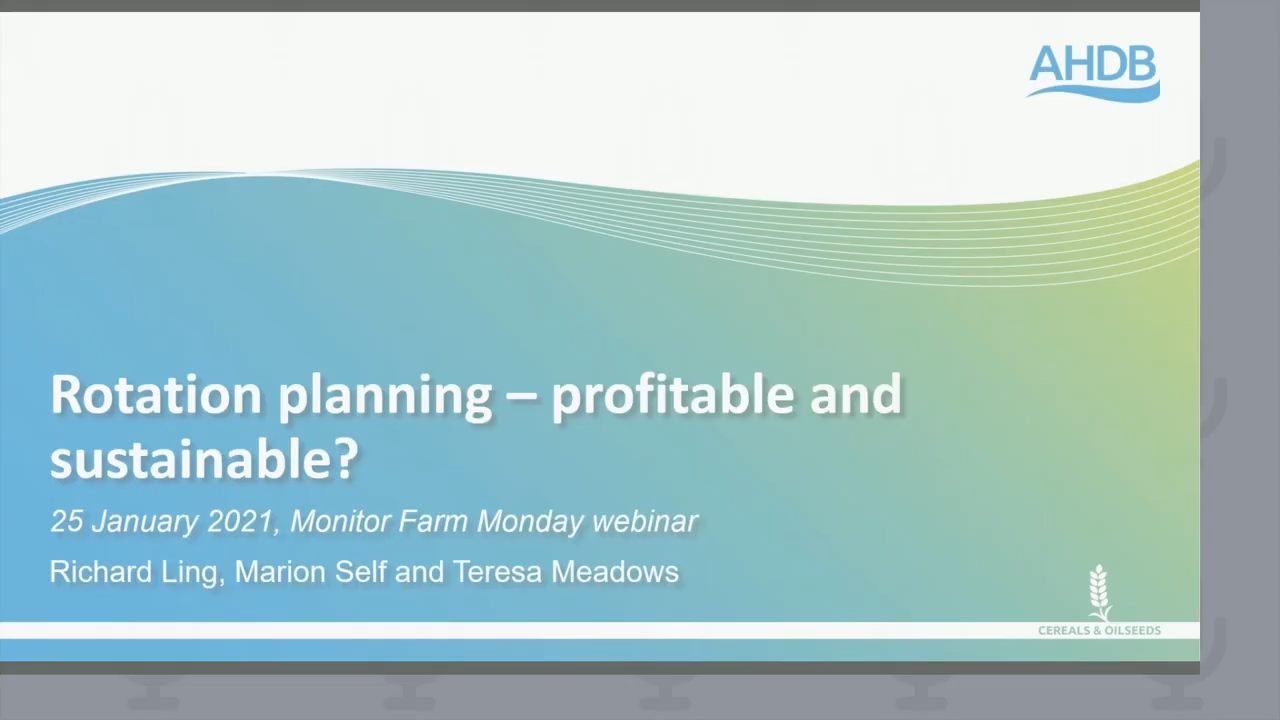 AHDB
Rotation planning – profitable and
sustainable?
25 January 2021, Monitor Farm Monday webinar
Richard Ling, Marion Self and Teresa Meadows
CEREALS & OILSEEDS